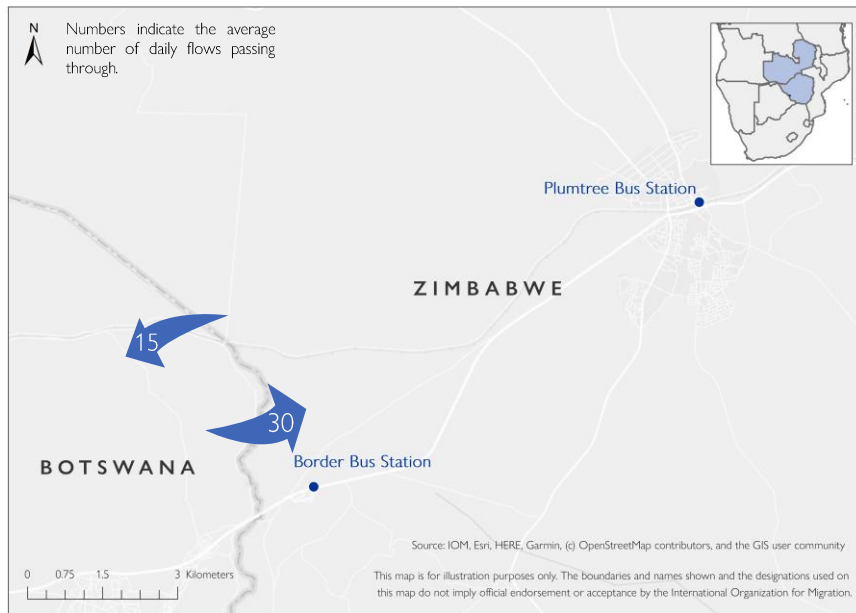 N
Numbers indicate the average
number of daily flows passing
through.
Plumtree Bus Station
ZIMBABWE
15
30
BOTSWANA
Border Bus Station
Source: IOM, Esri, HERE, Garmin, (c) OpenStreetMap contributors, and the GIS user community
0 0.75 1.5 3 Kilometers
This map is for illustration purposes only. The boundaries and names shown and the designations used on
this map do not imply official endorsement or acceptance by the International Organization for Migration.